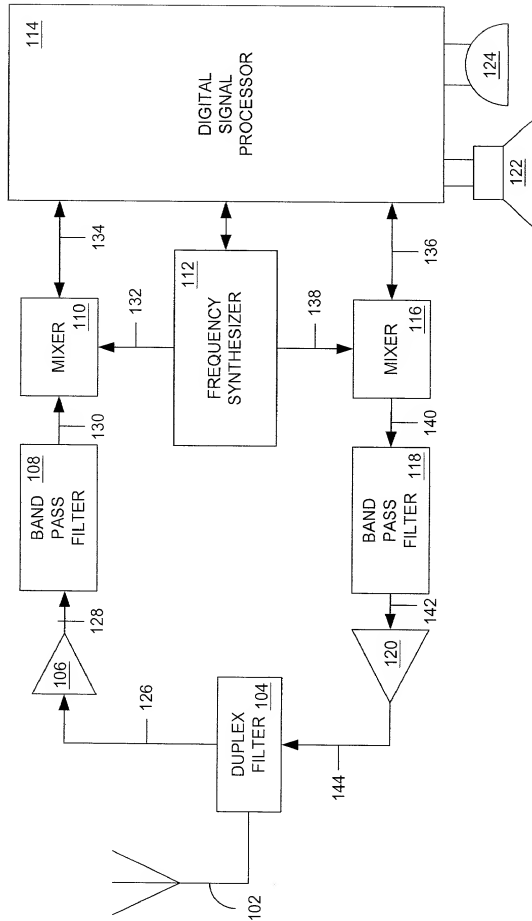 102
DUPLEX
FILTER
104
126
144
106
128
BAND
PASS
FILTER
108
130
MIXER
110
134
132
FREQUENCY
SYNTHESIZER
112
138
DIGITAL
SIGNAL
PROCESSOR
114
120
142
BAND
PASS
FILTER
118
140
MIXER
116
136
122
124